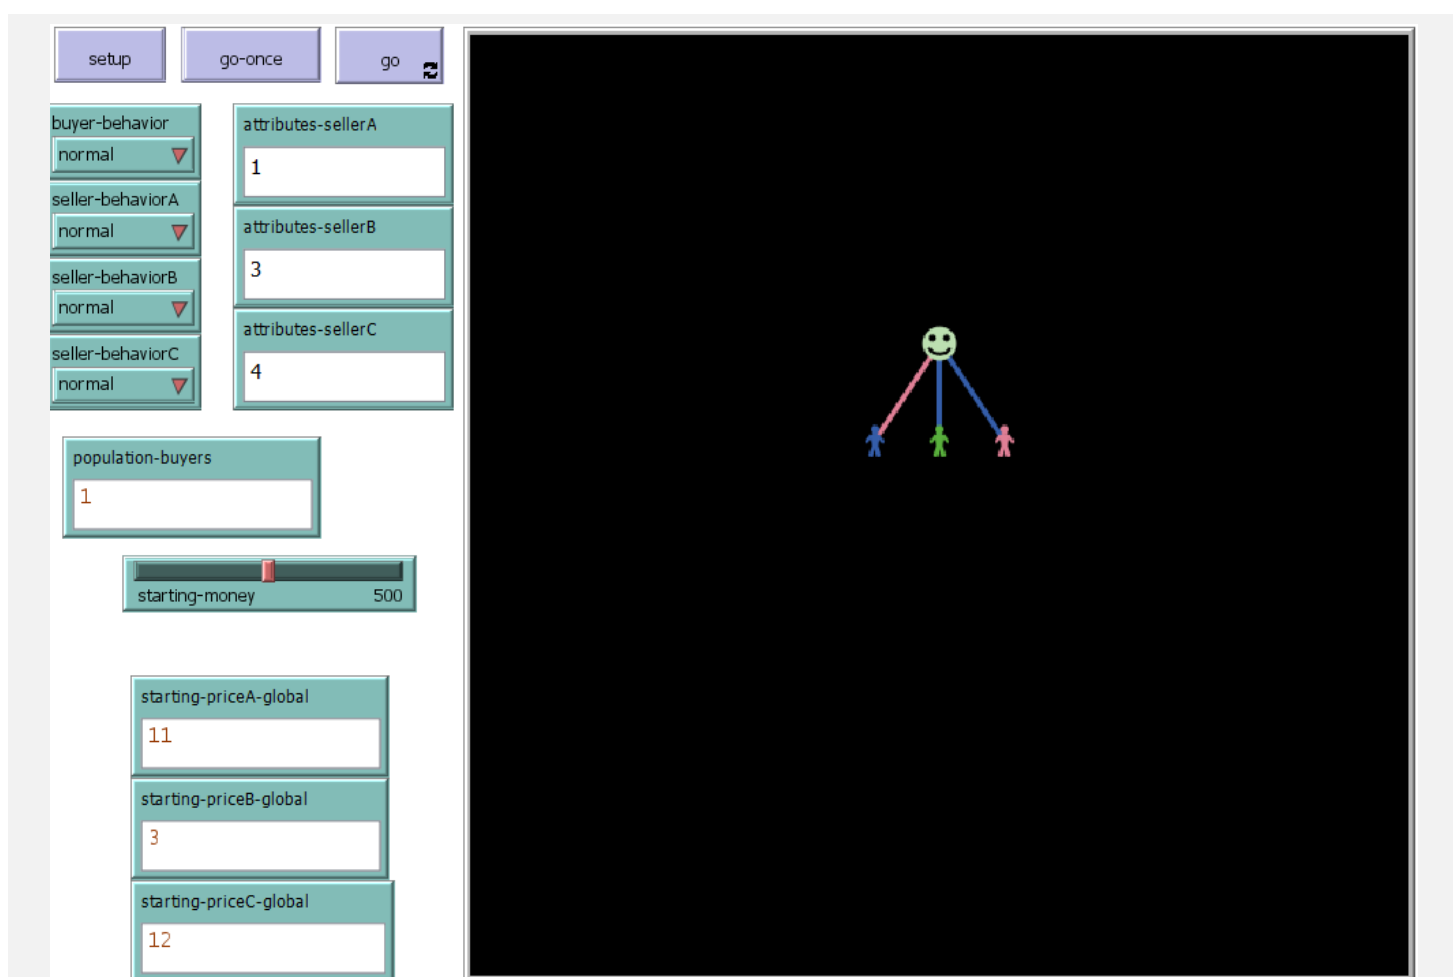 setup
go-once
go
buyer-behavior
normal
seller-behaviorA
normal
seller-behaviorB
normal
seller-behaviorC
normal
attributes-sellerA
1
attributes-sellerB
3
attributes-sellerC
4
population-buyers
1
starting-money 500
starting-priceA-global
11
starting-priceB-global
3
starting-priceC-global
12